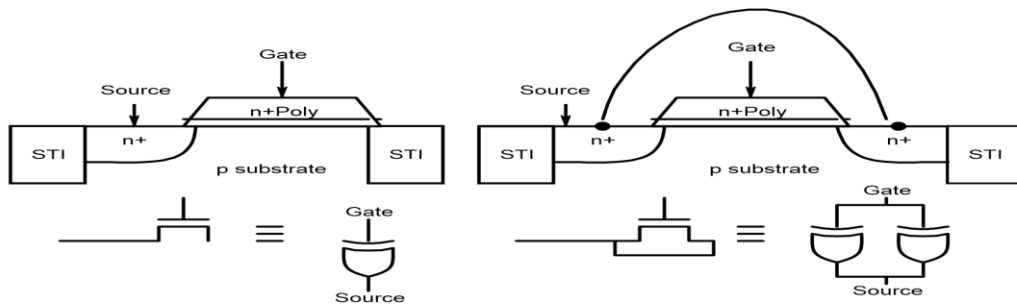 Gate
Source
n+Poly
n+
STI
STI
p substrate
Gate
Source
Gate
Source
n+Poly
n+
n+
STI
STI
p substrate
Gate
Source